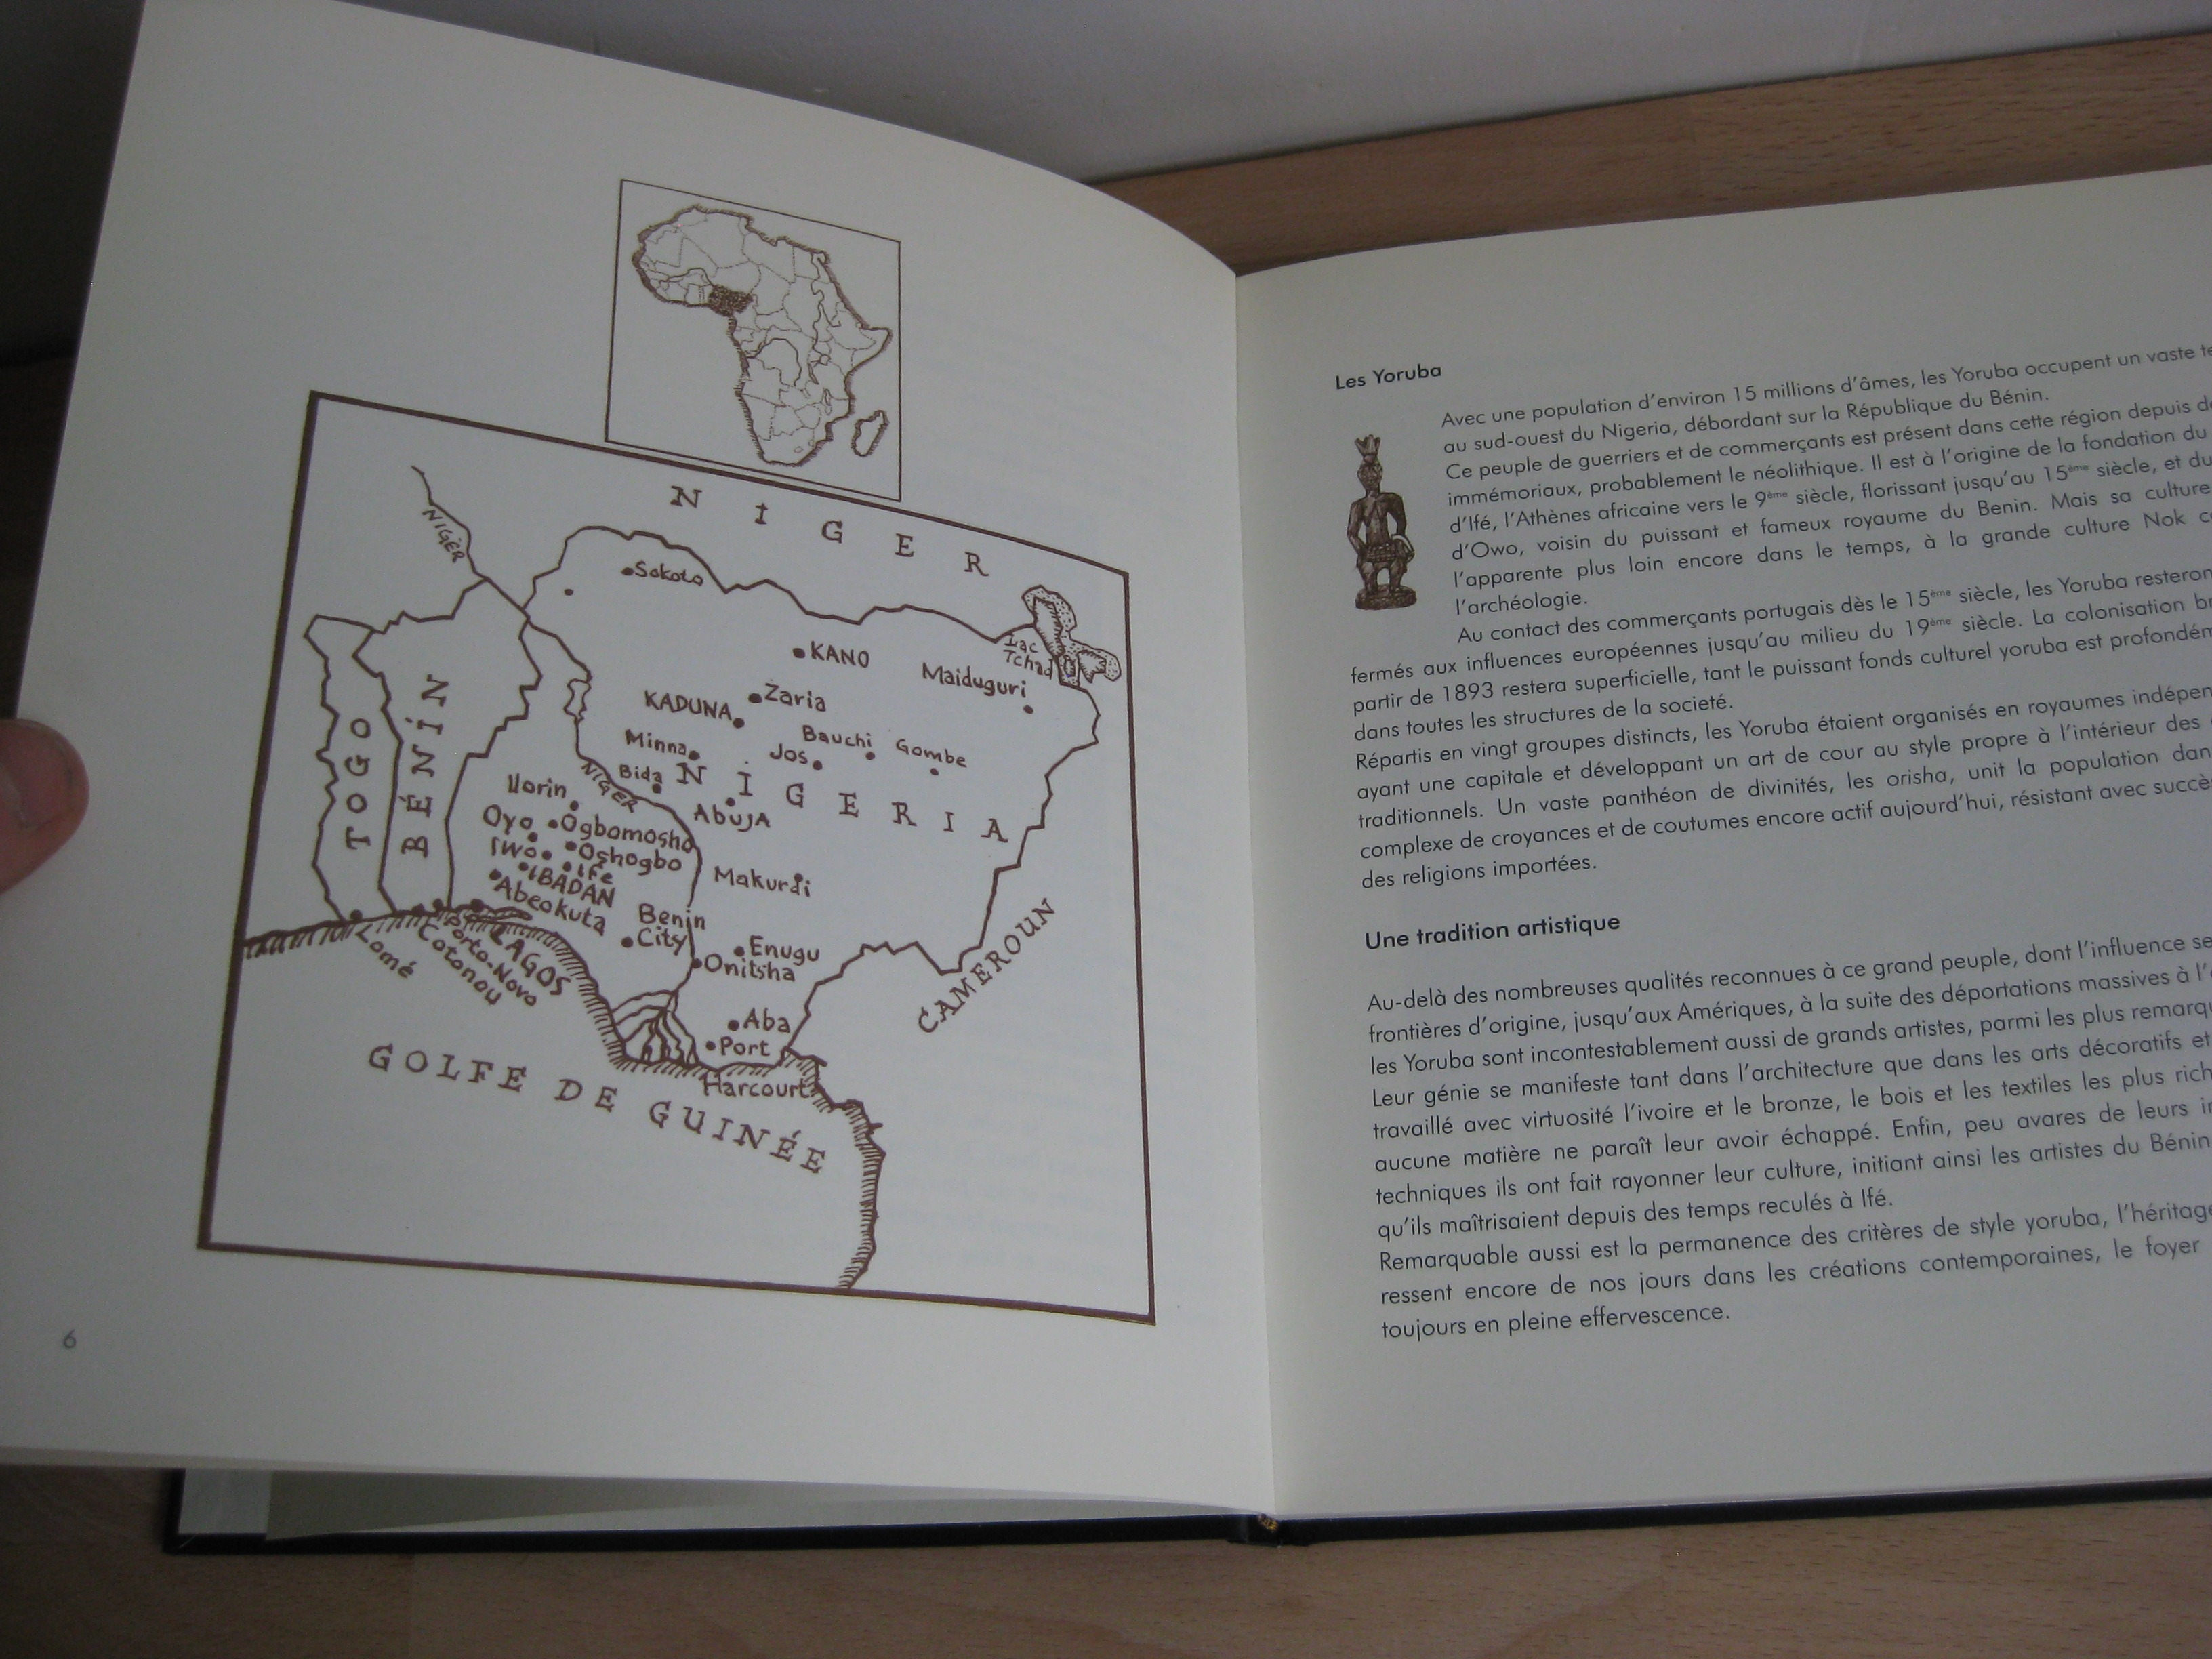 NIGER
NIGER
Sokoto
Lac
Tchad
KANO
Maiduguri
Zaria
KADUNA
Bauchi
Gombe
Minna
Jos
Bida
NIGERIA
NIGER
Abuja
TOGO
BÉNIN
Ilorin
Oyo
Ogbomosho
Iwo
Oshogbo
Ife
IBADAN
Abeokuta
Makurdi
Benin
City
Enugu
Onitsha
LAGOS
Porto-Novo
Cotonou
Lomé
CAMEROUN
Aba
Port
Harcourt
GOLFE DE GUINÉE
6
Les Yoruba
Avec une population d'environ 15 millions d'âmes, les Yoruba occupent un vaste
au sud-ouest du Nigeria, débordant sur la République du Bénin.
Ce peuple de guerriers et de commerçants est présent dans cette région depuis
immémoriaux, probablement le néolithique. Il est à l'origine de la fondation du
d'Ifé, l'Athènes africaine vers le 9ème siècle, florissant jusqu'au 15ème siècle, et du
d'Owo, voisin du puissant et fameux royaume du Benin. Mais sa culture
l'apparente plus loin encore dans le temps, à la grande culture Nok
l'archéologie.
Au contact des commerçants portugais dès le 15ème siècle, les Yoruba
fermés aux influences européennes jusqu'au milieu du 19ème siècle. La colonisation
partir de 1893 restera superficielle, tant le puissant fonds culturel yoruba est
dans toutes les structures de la societé.
Répartis en vingt groupes distincts, les Yoruba étaient organisés en royaumes
ayant une capitale et développant un art de cour au style propre à l'intérieur des
traditionnels. Un vaste panthéon de divinités, les orisha, unit la population
complexe de croyances et de coutumes encore actif aujourd'hui, résistant avec
des religions importées.
Une tradition artistique
Au-delà des nombreuses qualités reconnues à ce grand peuple, dont l'influence
frontières d'origine, jusqu'aux Amériques, à la suite des déportations massives à
les Yoruba sont incontestablement aussi de grands artistes, parmi les plus
Leur génie se manifeste tant dans l'architecture que dans les arts décoratifs et
travaillé avec virtuosité l'ivoire et le bronze, le bois et les textiles les plus
aucune matière ne paraît leur avoir échappé. Enfin, peu avares de leurs
techniques ils ont fait rayonner leur culture, initiant ainsi les artistes du Bénin
qu'ils maîtrisaient depuis des temps reculés à Ifé.
Remarquable aussi est la permanence des critères de style yoruba, l'héritage
ressent encore de nos jours dans les créations contemporaines, le foyer
toujours en pleine effervescence.